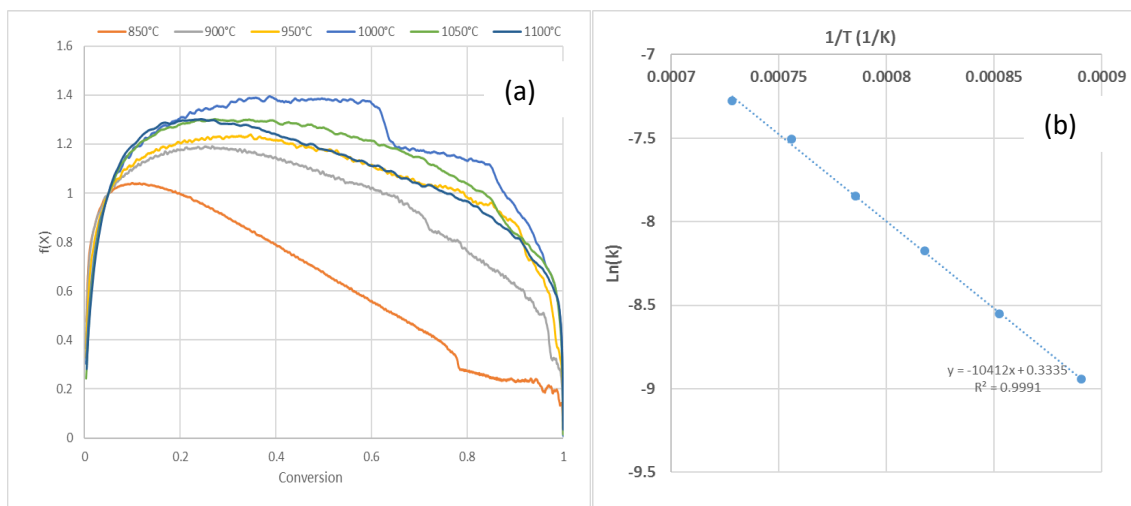 850°C 900°C 950°C 1000°C 1050°C 1100°C
(a)
1.6
1.4
1.2
1
0.8
0.6
0.4
0.2
0
f(X)
0 0.2 0.4 0.6 0.8 1
Conversion
1/T (1/K)
0.0007 0.00075 0.0008 0.00085 0.0009
(b)
-7
-7.5
-8
-8.5
-9
-9.5
Ln(k)
y = -10412x + 0.3335
R² = 0.9991